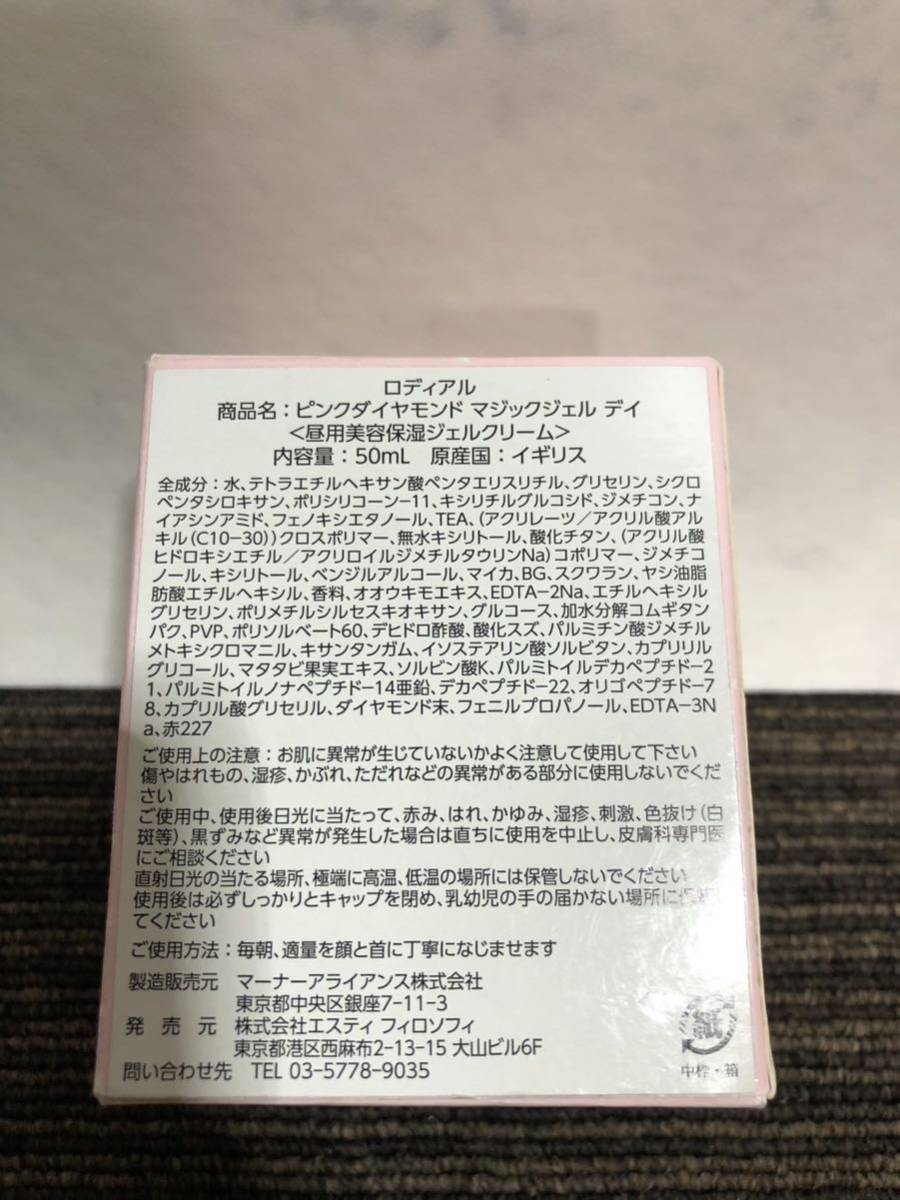 ロディアル
商品名：ピンクダイヤモンド マジックジェル デイ
＜昼用美容保湿ジェルクリーム＞
内容量：50mL　原産国：イギリス
全成分：水、テトラエチルヘキサン酸ペンタエリスリチル、グリセリン、シクロ
ペンタシロキサン、ポリシリコーン-11、キシリチルグルコシド、ジメチコン、ナ
イアシンアミド、フェノキシエタノール、TEA、（アクリレーツ／アクリル酸アル
キル（C10-30））クロスポリマー、無水キシリトール、酸化チタン、（アクリル酸
ヒドロキシエチル／アクリロイルジメチルタウリンNa）コポリマー、ジメチコ
ノール、キシリトール、ベンジルアルコール、マイカ、BG、スクワラン、ヤシ油脂
肪酸エチルヘキシル、香料、オオウキモエキス、EDTA-2Na、エチルヘキシル
グリセリン、ポリメチルシルセスキオキサン、グルコース、加水分解コムギタン
パク、PVP、ポリソルベート60、デヒドロ酢酸、酸化スズ、パルミチン酸ジメチル
メトキシクロマニル、キサンタンガム、イソステアリン酸ソルビタン、カプリリル
グリコール、マタタビ果実エキス、ソルビン酸K、パルミトイルデカペプチド-2
1、パルミトイルノナペプチド-14亜鉛、デカペプチド-22、オリゴペプチド-7
8、カプリル酸グリセリル、ダイヤモンド末、フェニルプロパノール、EDTA-3N
a、赤227
ご使用上の注意：お肌に異常が生じていないかよく注意して使用して下さい
傷やはれもの、湿疹、かぶれ、ただれなどの異常がある部分に使用しないでくだ
さい
ご使用中、使用後日光に当たって、赤み、はれ、かゆみ、湿疹、刺激、色抜け（白
斑等）、黒ずみなど異常が発生した場合は直ちに使用を中止し、皮膚科専門医
にご相談ください
直射日光の当たる場所、極端に高温、低温の場所には保管しないでください
使用後は必ずしっかりとキャップを閉め、乳幼児の手の届かない場所に保管し
てください
ご使用方法：毎朝、適量を顔と首に丁寧になじませます
製造販売元　マーナーアライアンス株式会社
東京都中央区銀座7-11-3
発　売　元　株式会社エスティ フィロソフィ
東京都港区西麻布2-13-15 大山ビル6F
問い合わせ先　TEL 03-5778-9035
紙
中枠・箱